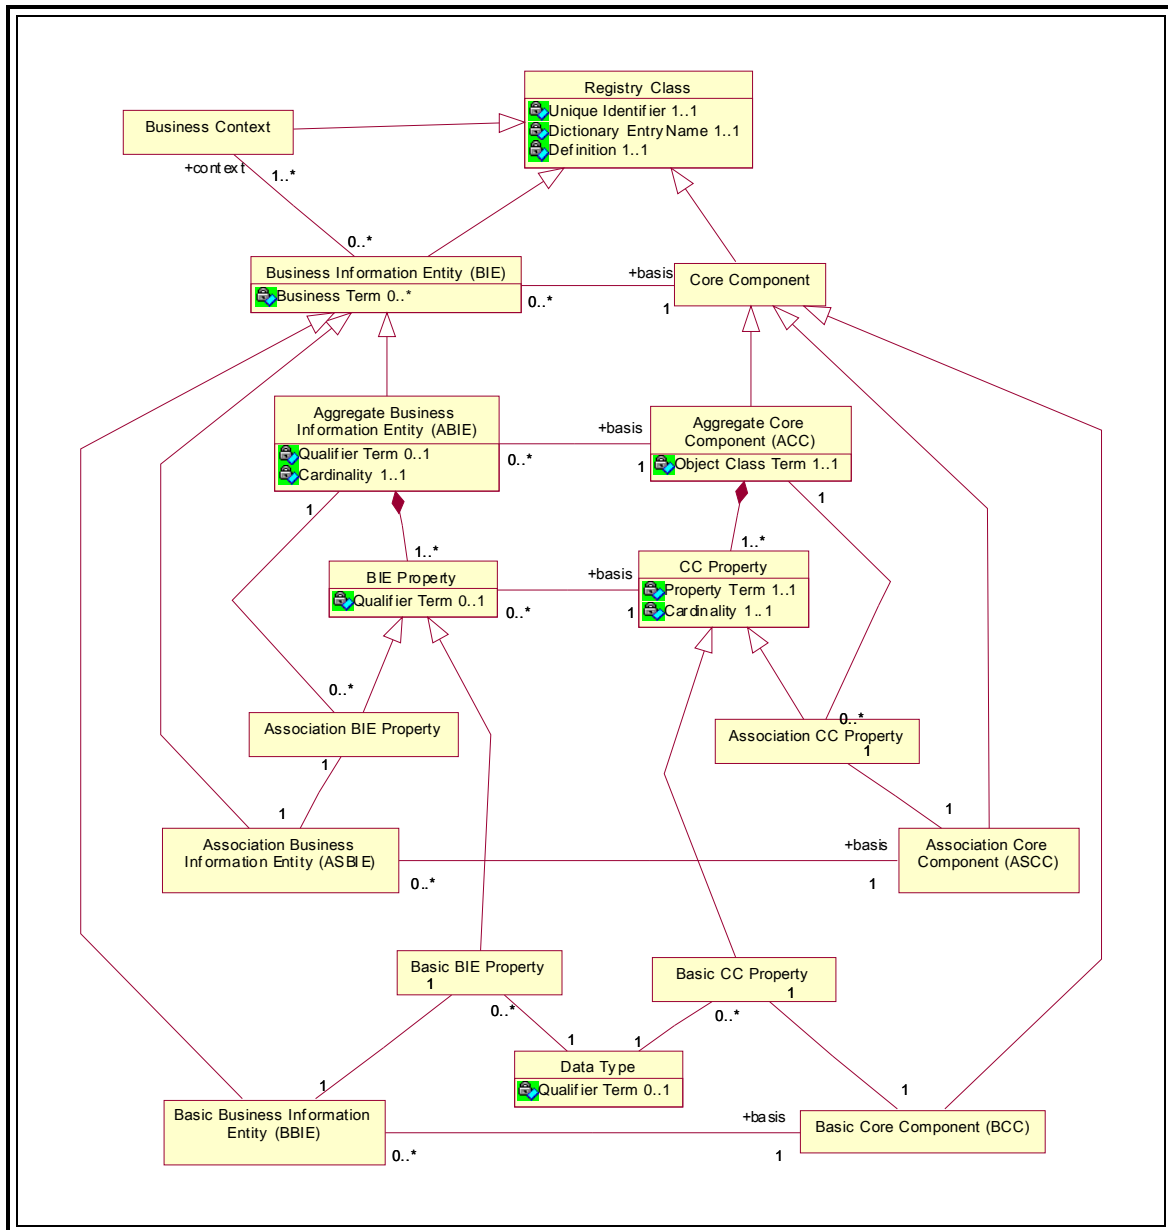 Registry Class
Unique Identifier 1..1
Dictionary EntryName 1..1
Definition 1..1
Business Context
+context
1..*
0..*
Business Information Entity (BIE)
Business Term 0..*
+basis
0..*
1
Core Component
Aggregate Business
Information Entity (ABIE)
Qualifier Term 0..1
Cardinality 1..1
+basis
0..*
1
Aggregate Core
Component (ACC)
Object Class Term 1..1
1
1
1..*
1..*
BIE Property
Qualifier Term 0..1
+basis
0..*
1
CC Property
Property Term 1..1
Cardinality 1..1
0..*
Association BIE Property
1
0..*
Association CC Property
1
1
Association Business
Information Entity (ASBIE)
+basis
0..*
1
1
Association Core
Component (ASCC)
Basic BIE Property
1
0..*
Basic CC Property
1
0..*
1
1
Data Type
Qualifier Term 0..1
1
Basic Business Information
Entity (BBIE)
+basis
0..*
1
1
Basic Core Component (BCC)